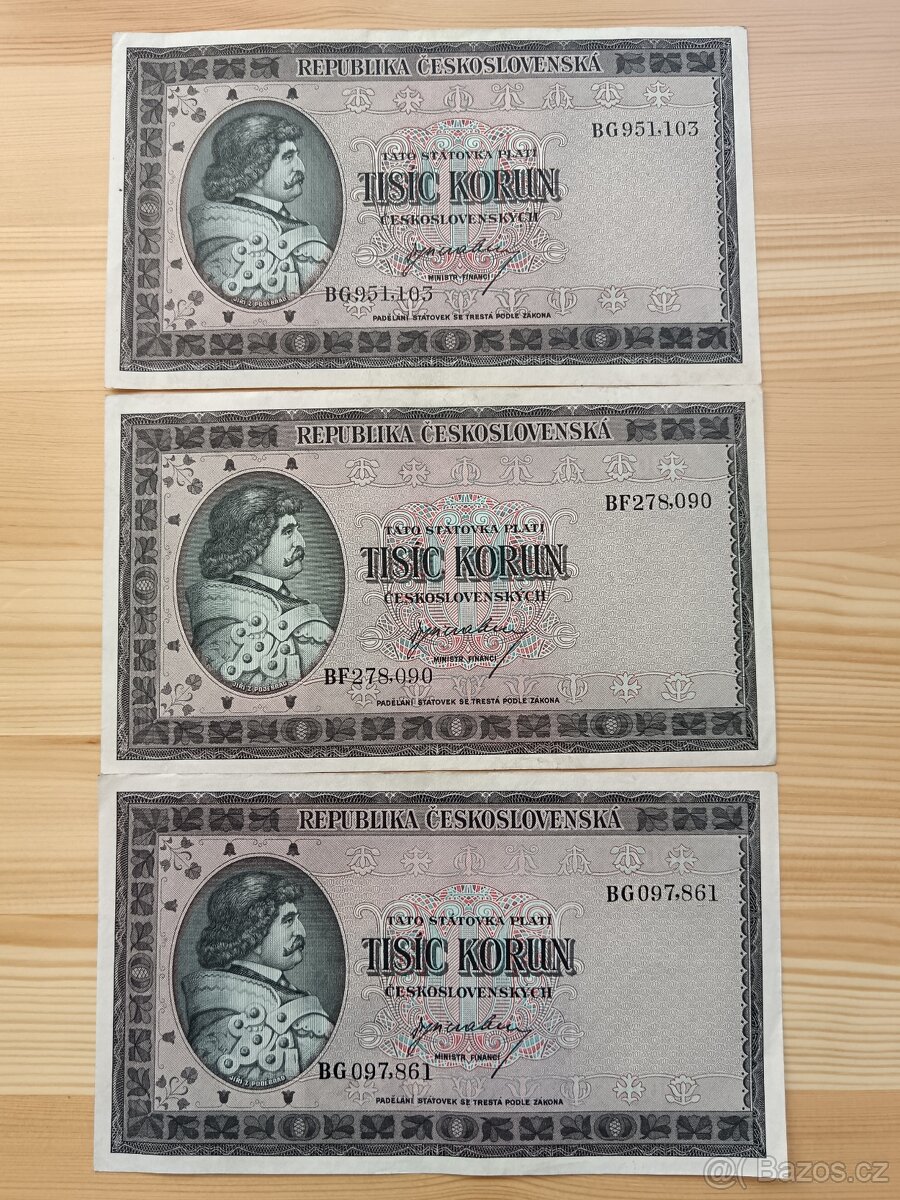 REPUBLIKA ČESKOSLOVENSKÁ
BG951,103
TATO STÁTOVKA PLATÍ
TISÍC KORUN
ČESKOSLOVENSKÝCH
MINISTR FINANCÍ
BG951,103
JIŘÍ Z PODĚBRAD
PADĚLÁNÍ STÁTOVEK SE TRESTÁ PODLE ZÁKONA
REPUBLIKA ČESKOSLOVENSKÁ
BF278,090
TATO STÁTOVKA PLATÍ
TISÍC KORUN
ČESKOSLOVENSKÝCH
MINISTR FINANCÍ
BF278,090
JIŘÍ Z PODĚBRAD
PADĚLÁNÍ STÁTOVEK SE TRESTÁ PODLE ZÁKONA
REPUBLIKA ČESKOSLOVENSKÁ
BG097,861
TATO STÁTOVKA PLATÍ
TISÍC KORUN
ČESKOSLOVENSKÝCH
MINISTR FINANCÍ
BG097,861
JIŘÍ Z PODĚBRAD
PADĚLÁNÍ STÁTOVEK SE TRESTÁ PODLE ZÁKONA
Bazos.cz